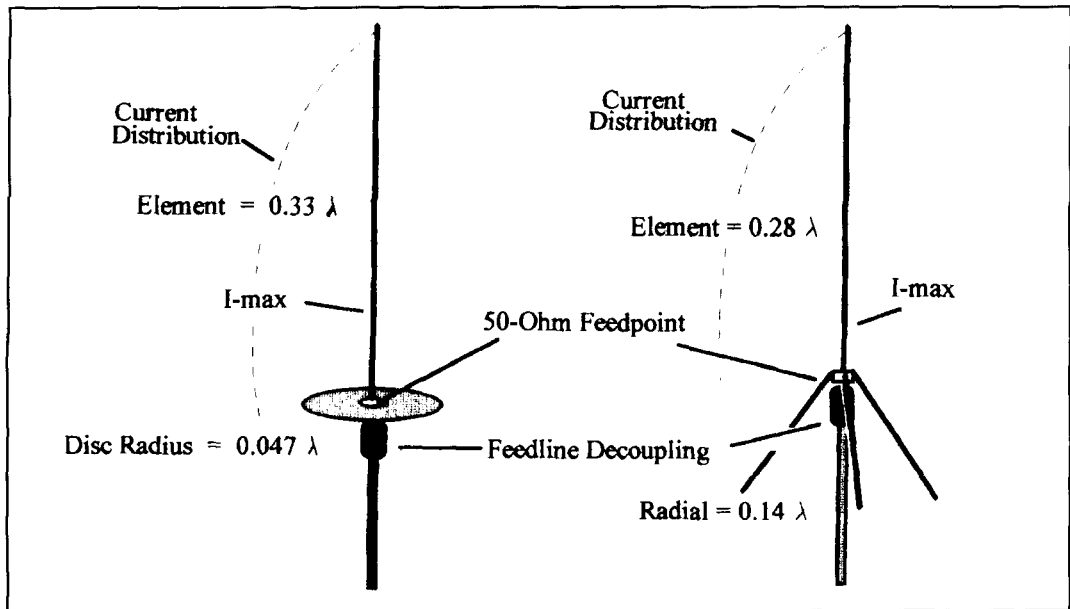 Current
Distribution
Current
Distribution
Element = 0.33 λ
Element = 0.28 λ
I-max
I-max
50-Ohm Feedpoint
Disc Radius = 0.047 λ
Feedline Decoupling
Radial = 0.14 λ